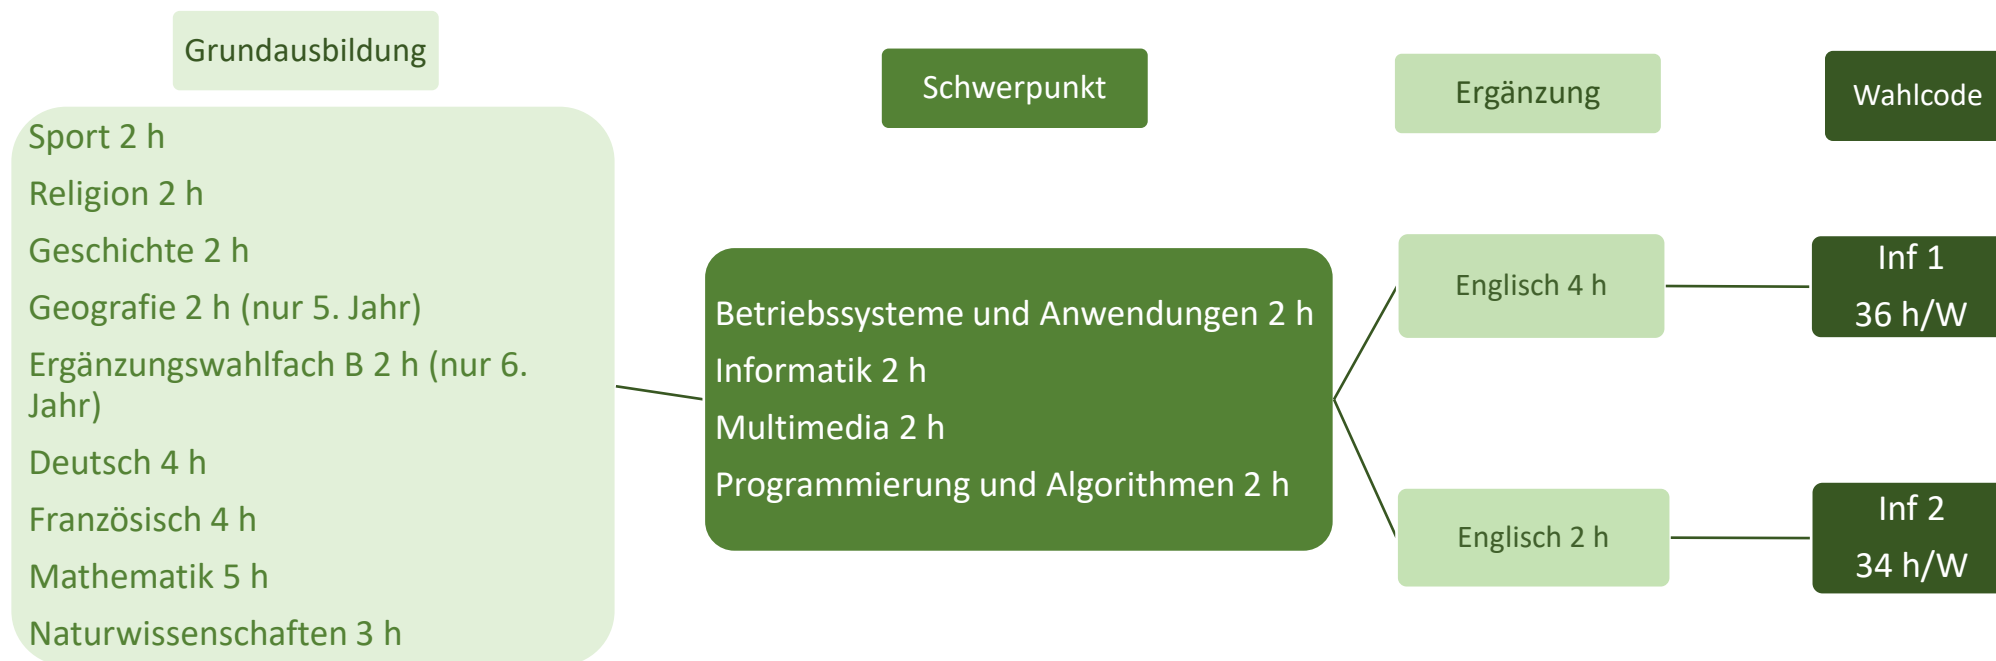 Grundausbildung
Sport 2 h
Religion 2 h
Geschichte 2 h
Geografie 2 h (nur 5. Jahr)
Ergänzungswahlfach B 2 h (nur 6.
Jahr)
Deutsch 4 h
Französisch 4 h
Mathematik 5 h
Naturwissenschaften 3 h
Schwerpunkt
Betriebssysteme und Anwendungen 2 h
Informatik 2 h
Multimedia 2 h
Programmierung und Algorithmen 2 h
Ergänzung
Englisch 4 h
Englisch 2 h
Wahlcode
Inf 1
36 h/W
Inf 2
34 h/W